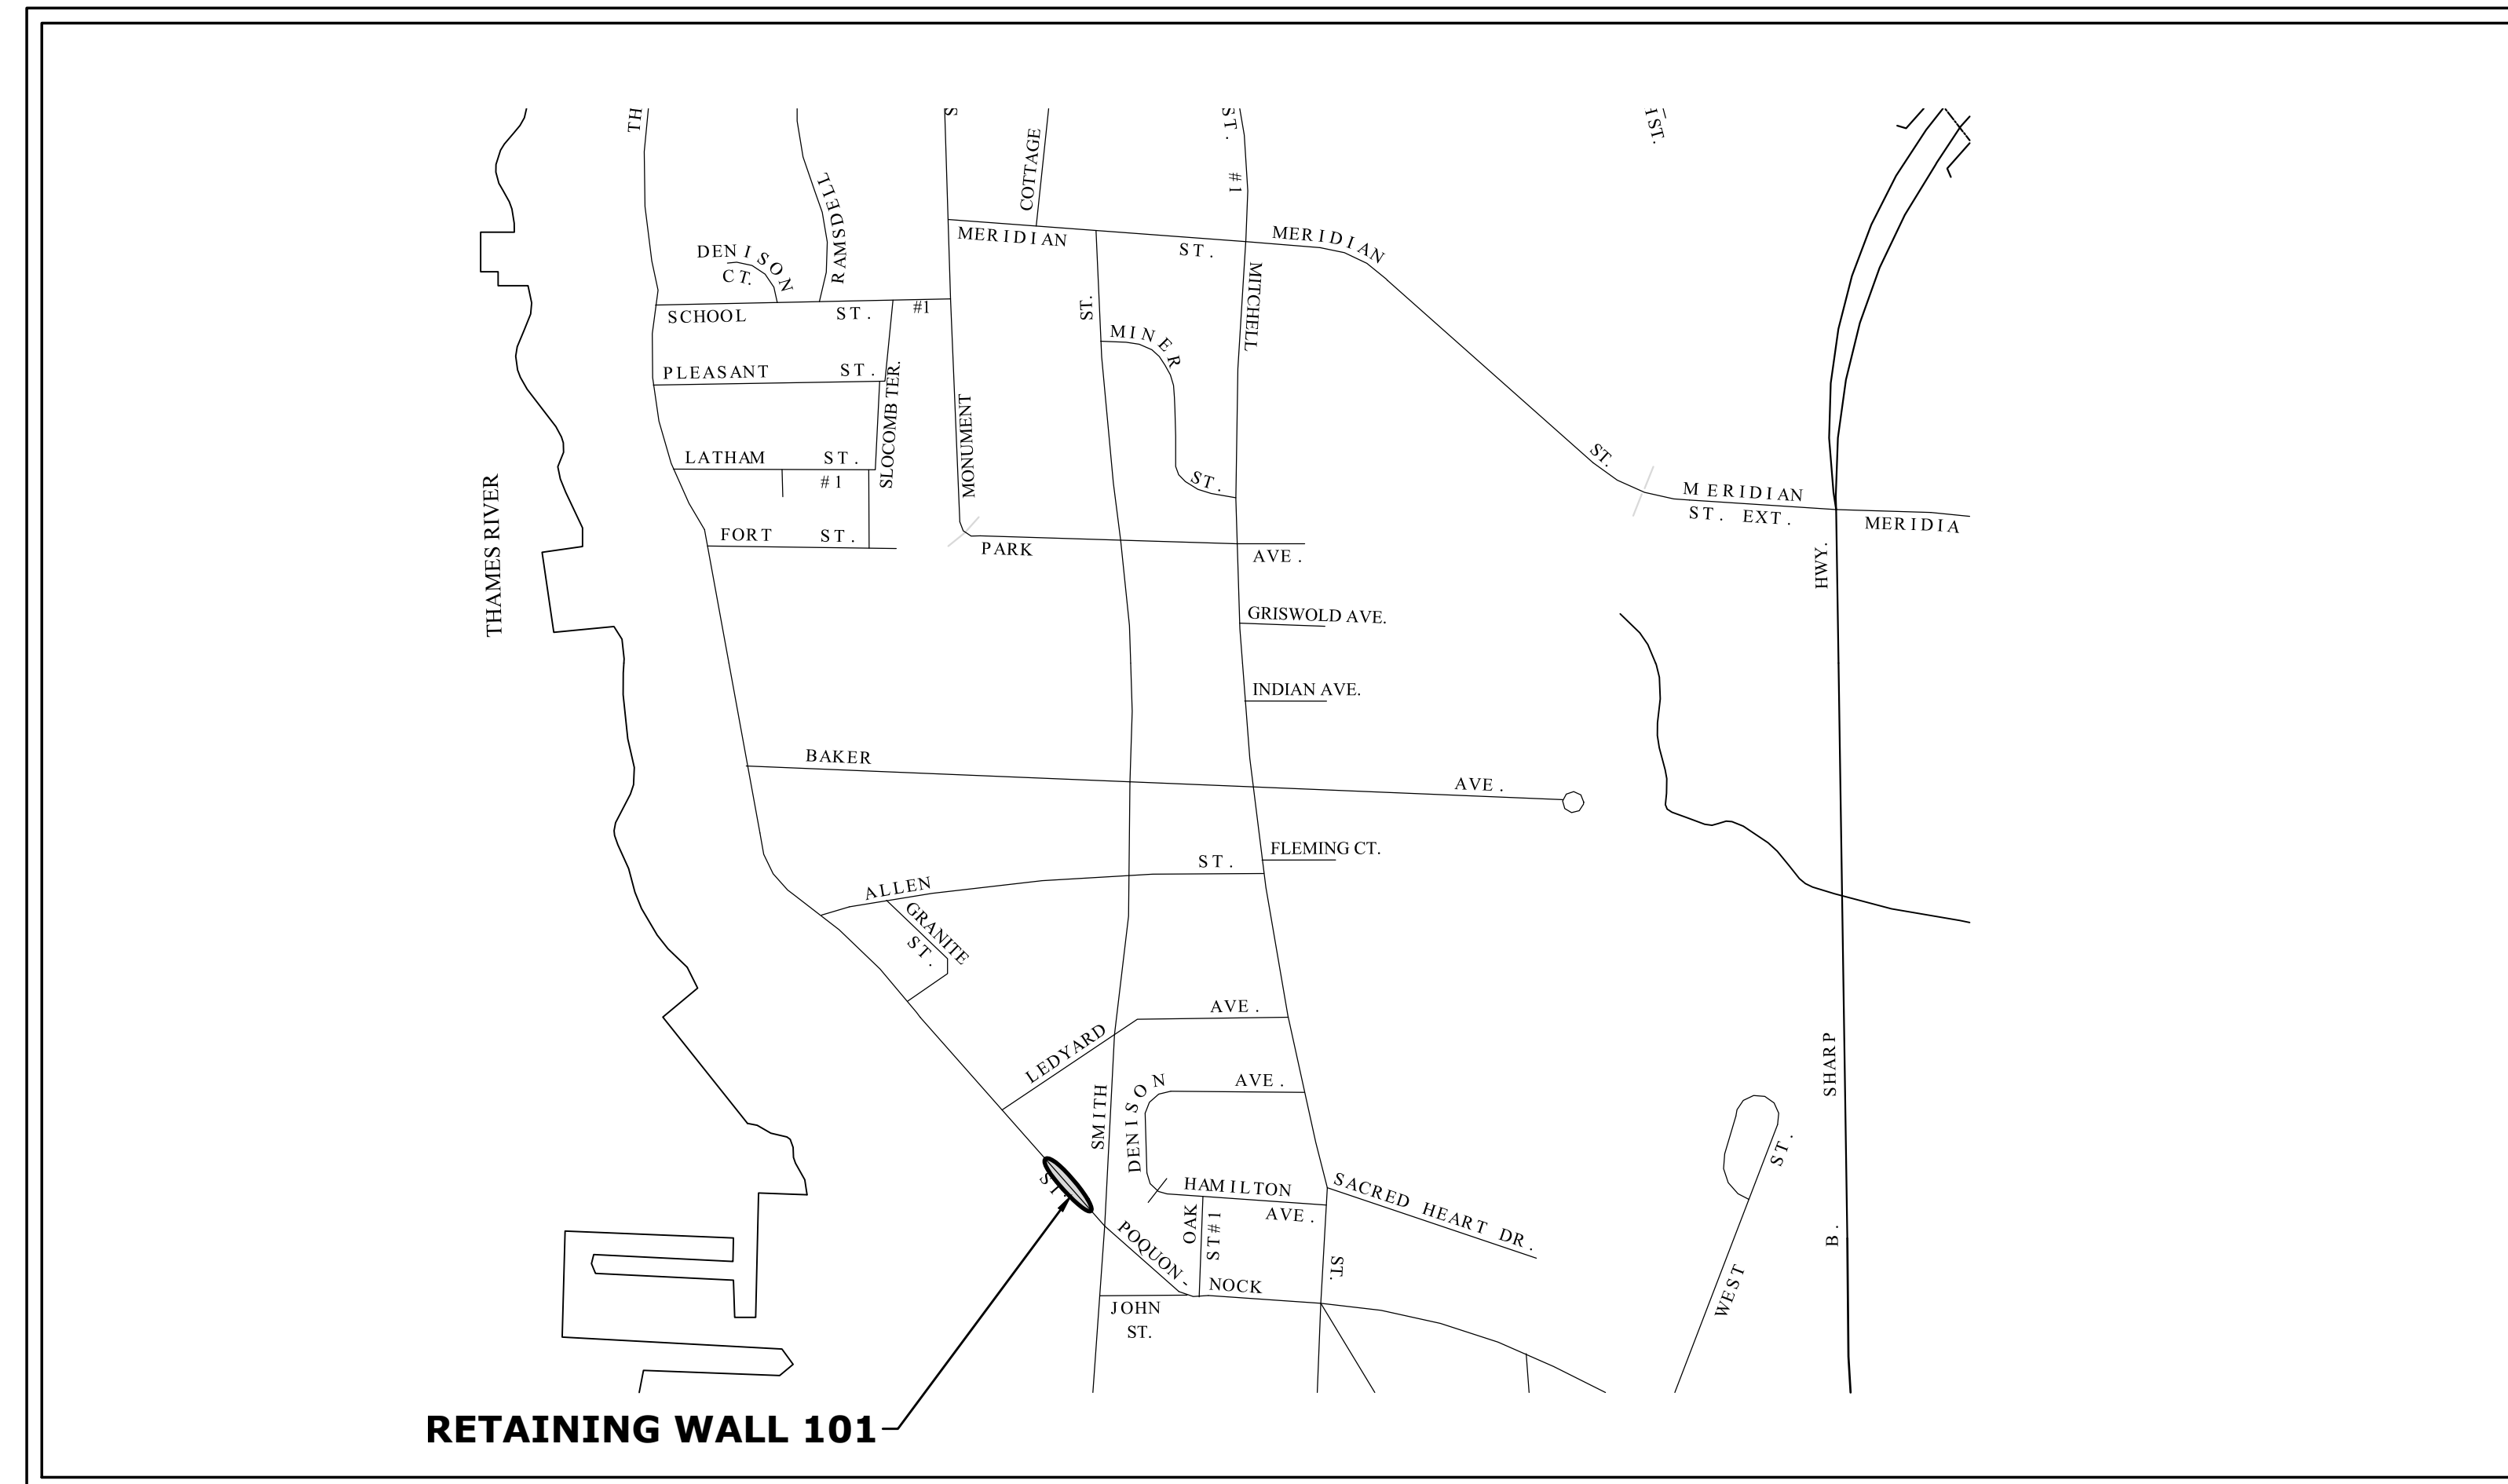 TH
RAMSDELL
S
COTTAGE
ST. #1
ST.
DENISON
CT.
MERIDIAN ST.
MERIDIAN ST.
SCHOOL ST. #1
ST.
MITCHELL
MINER ST.
PLEASANT ST.
SLOCOMB TER.
MONUMENT
LATHAM ST.
#1
THAMES RIVER
MERIDIAN
ST. EXT.
MERIDIA
FORT ST.
PARK AVE.
HWY.
GRISWOLD AVE.
INDIAN AVE.
BAKER AVE.
ALLEN ST.
FLEMING CT.
GRANITE
ST.
LEDYARD AVE.
SMITH
DENISON AVE.
SHARP
B.
HAMILTON
AVE.
SACRED HEART DR.
OAK
ST#1
ST.
WEST ST.
POQUON-
NOCK
JOHN
ST.
RETAINING WALL 101